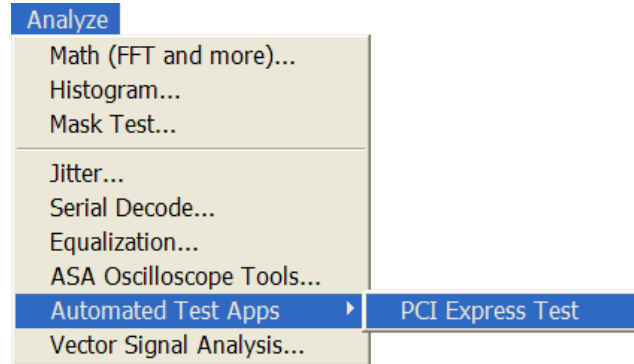 Analyze
Math (FFT and more)...
Histogram...
Mask Test...
Jitter...
Serial Decode...
Equalization...
ASA Oscilloscope Tools...
Automated Test Apps
PCI Express Test
Vector Signal Analysis...